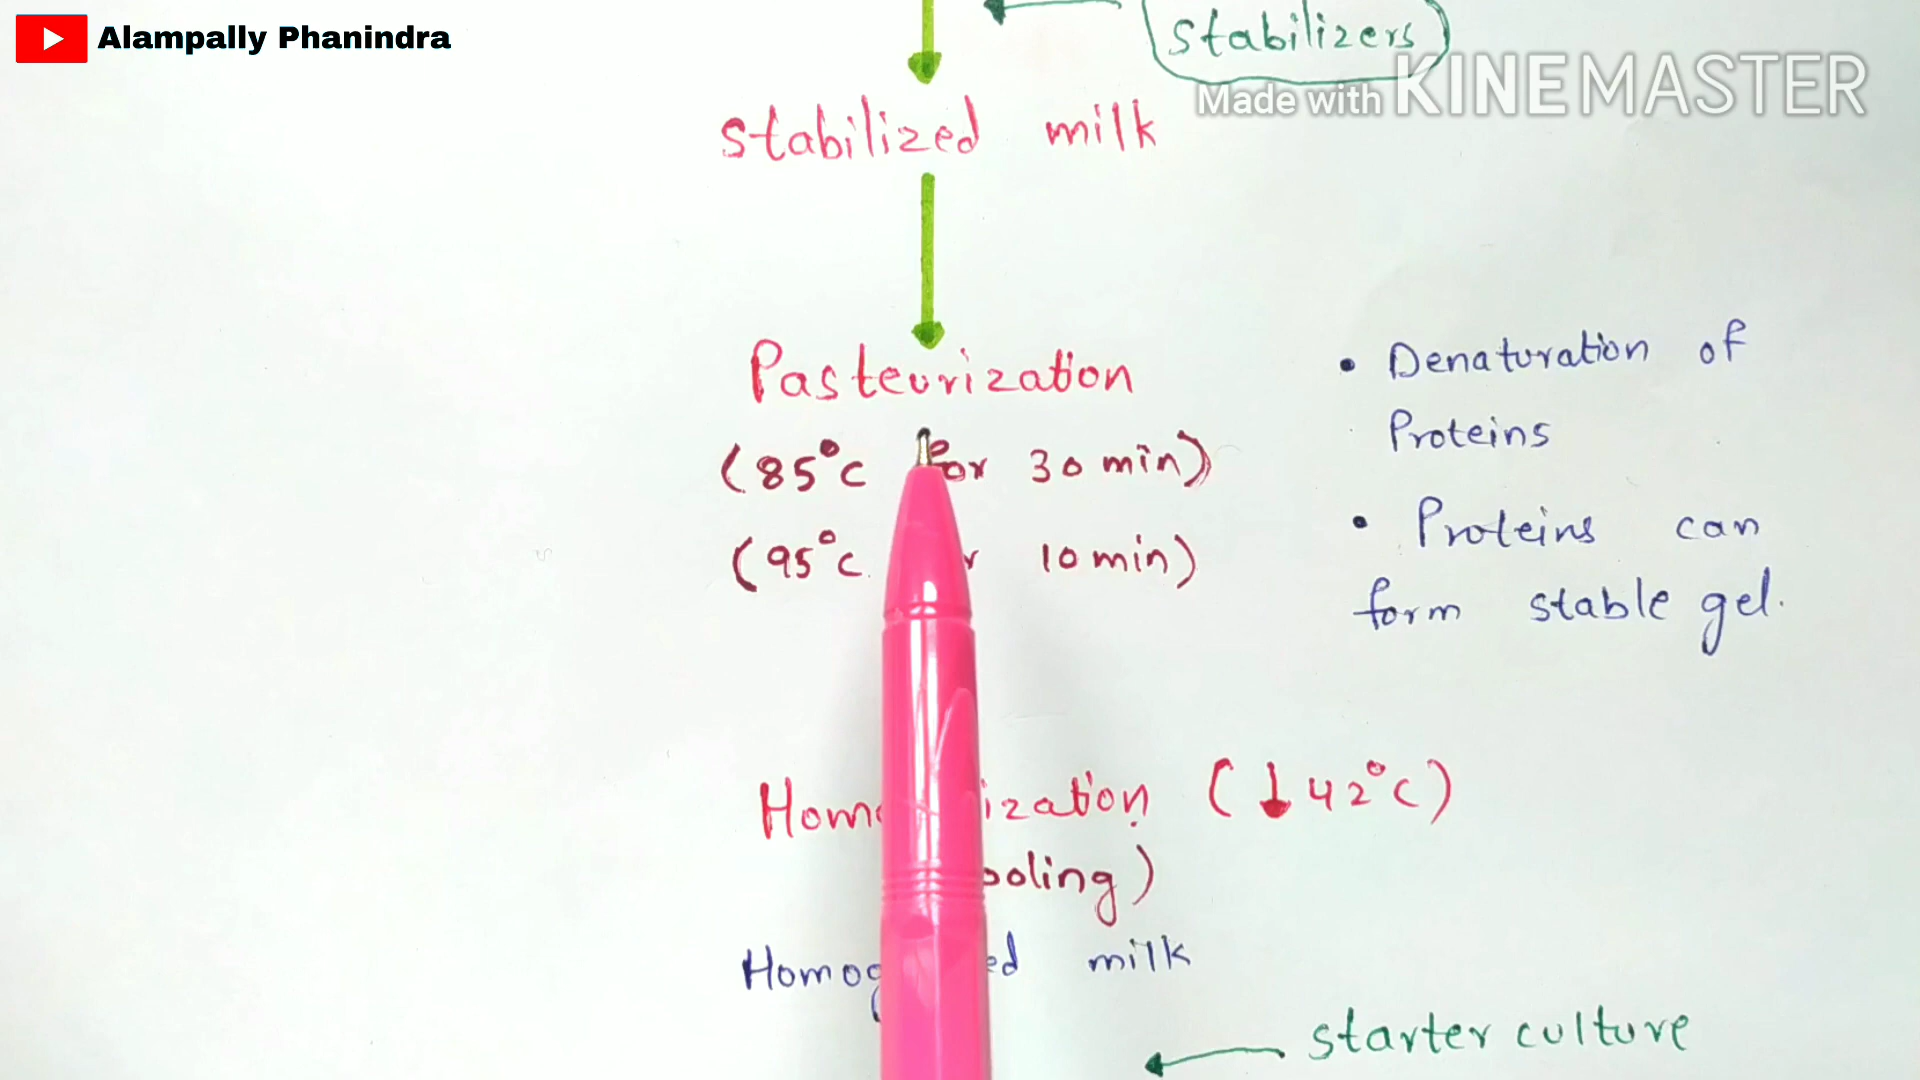 Alampally Phanindra
stabilizers
Made with KINEMASTER
stabilized milk
Pasteurization
(85°c for 30 min)
(95°c 10 min)
• Denaturation of
Proteins
• Proteins can
form stable gel.
(↓42°c)
milk
starter culture